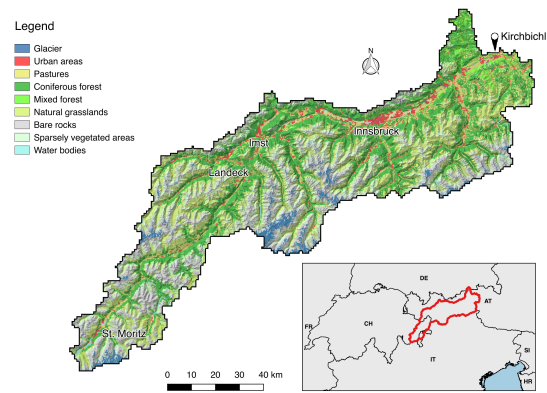 Legend
Glacier
Urban areas
Pastures
Coniferous forest
Mixed forest
Natural grasslands
Bare rocks
Sparsely vegetated areas
Water bodies
N
Kirchbichl
Innsbruck
Imst
Landeck
St. Moritz
0 10 20 30 40 km
DE
AT
LI
FR
CH
IT
SI
HR